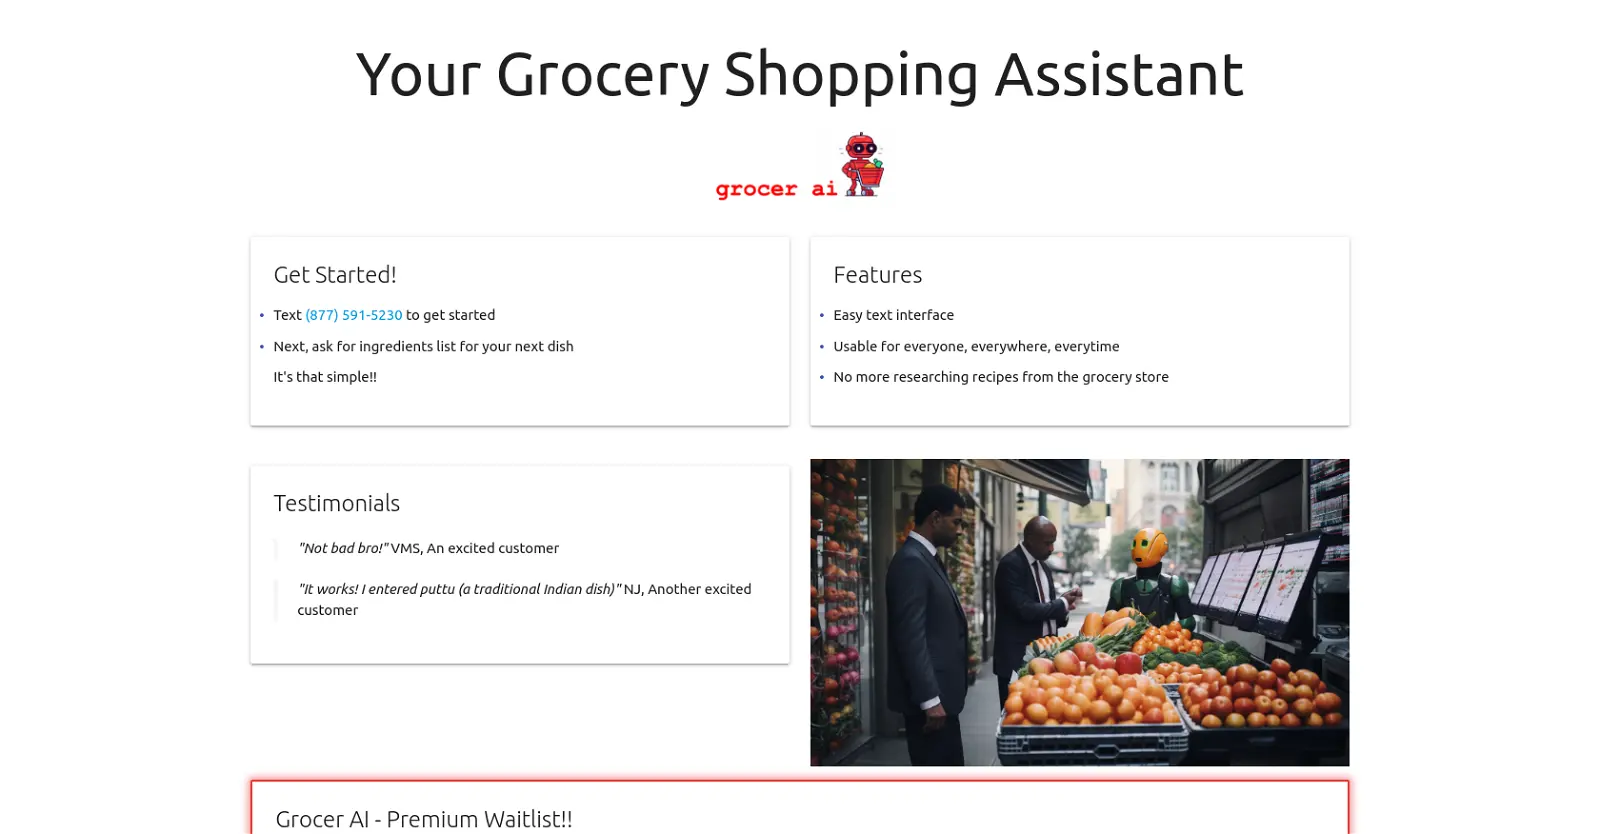 Your Grocery Shopping Assistant
grocer ai
Get Started!
Text (877) 591-5230 to get started
Next, ask for ingredients list for your next dish
It's that simple!!
Features
Easy text interface
Usable for everyone, everywhere, everytime
No more researching recipes from the grocery store
Testimonials
"Not bad bro!" VMS, An excited customer
"It works! I entered puttu (a traditional Indian dish)" NJ, Another excited
customer
Grocer AI - Premium Waitlist!!